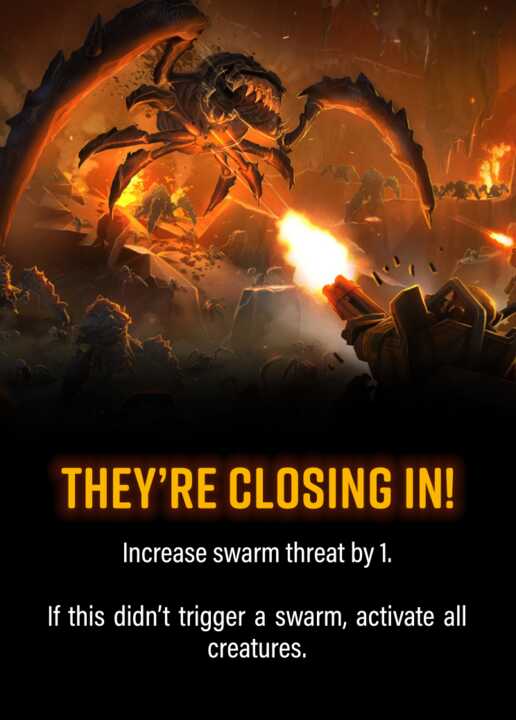 THEY'RE CLOSING IN!
Increase swarm threat by 1.
If this didn't trigger a swarm, activate all
creatures.